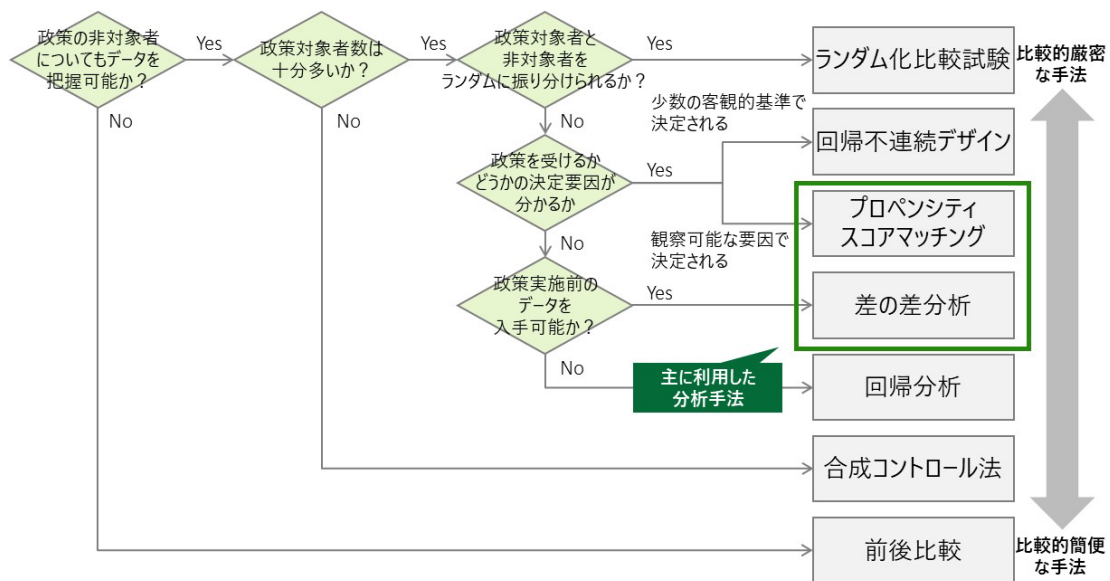 政策の非対象者
についてもデータを
把握可能か？
Yes
政策対象者数は
十分多いか？
Yes
政策対象者と
非対象者を
ランダムに振り分けられるか？
Yes
ランダム化比較試験
比較的厳密
な手法
No
No
No
少数の客観的基準で
決定される
回帰不連続デザイン
政策を受けるか
どうかの決定要因が
分かるか
Yes
プロペンシティ
スコアマッチング
No
観察可能な要因で
決定される
政策実施前の
データを
入手可能か？
Yes
差の差分析
No
主に利用した
分析手法
回帰分析
合成コントロール法
前後比較
比較的簡便
な手法